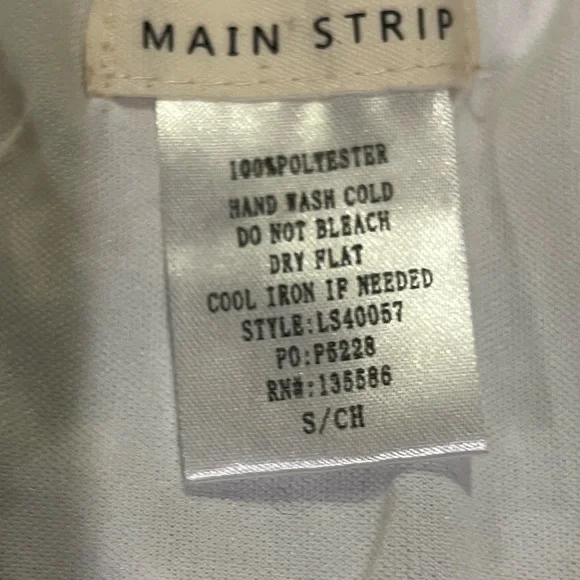 MAIN STRIP
100%POLYESTER
HAND WASH COLD
DO NOT BLEACH
DRY FLAT
COOL IRON IF NEEDED
STYLE:LS40057
PO:P5228
RN#:135586
S/CH